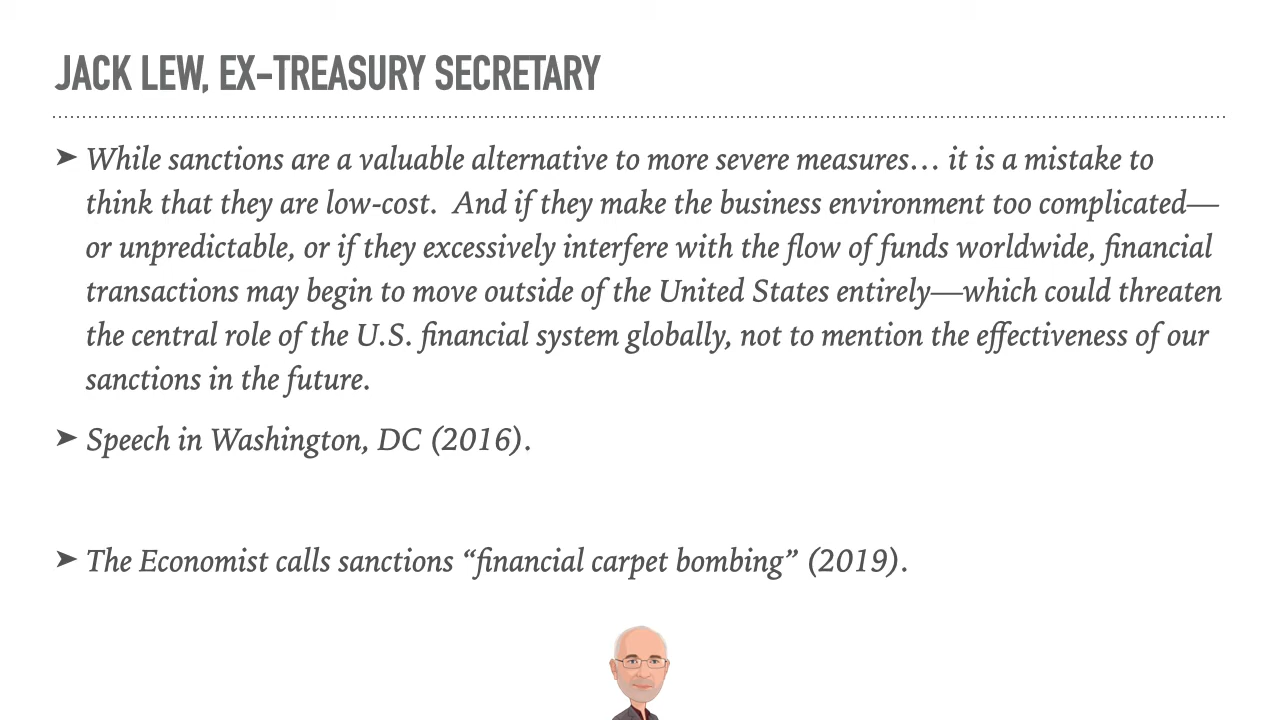 JACK LEW, EX-TREASURY SECRETARY
➤ While sanctions are a valuable alternative to more severe measures… it is a mistake to
think that they are low-cost.  And if they make the business environment too complicated—
or unpredictable, or if they excessively interfere with the flow of funds worldwide, financial
transactions may begin to move outside of the United States entirely—which could threaten
the central role of the U.S. financial system globally, not to mention the effectiveness of our
sanctions in the future.
➤ Speech in Washington, DC (2016).
➤ The Economist calls sanctions “financial carpet bombing” (2019).